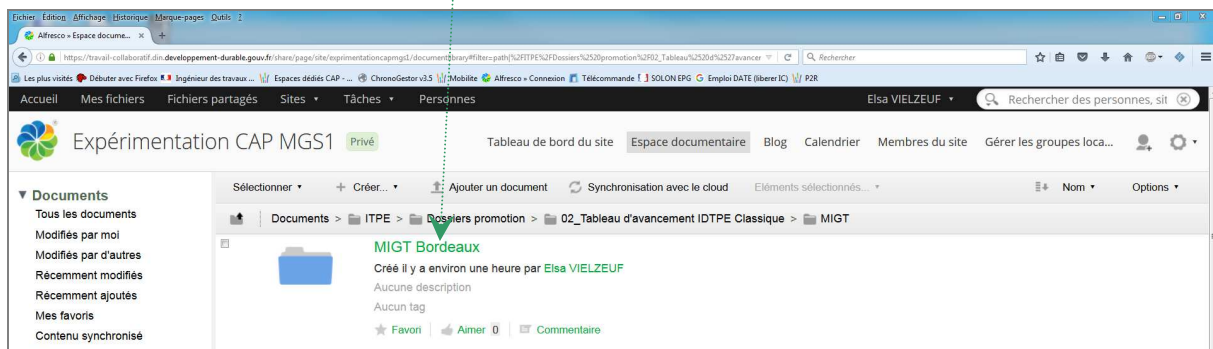 Fichier Édition Affichage Historique Marque-pages Outils ?
Alfresco » Espace docume... × +
https://travail-collaboratif.din.developpement-durable.gouv.fr/share/page/site/exprimentationcapmgs1/documentlibrary#filter=path|%2FITPE%2FDossiers%2520promotion%2F02_Tableau%2520d%2527avancer Rechercher
Les plus visités Débuter avec Firefox Ingénieur des travaux ... Espaces dédiés CAP - ... ChronoGestor v3.5 Mobilite Alfresco » Connexion Télécommande SOLON EPG Emploi DATE (liberer IC) P2R
Accueil Mes fichiers Fichiers partagés Sites Tâches Personnes Elsa VIELZEUF Rechercher des personnes, sit
Expérimentation CAP MGS1 Privé Tableau de bord du site Espace documentaire Blog Calendrier Membres du site Gérer les groupes loca...
Documents
Sélectionner + Créer... Ajouter un document Synchronisation avec le cloud Eléments sélectionnés... Nom Options
Tous les documents
Documents > ITPE > Dossiers promotion > 02_Tableau d'avancement IDTPE Classique > MIGT
Modifiés par moi
Modifiés par d'autres
Récemment modifiés
Récemment ajoutés
Mes favoris
Contenu synchronisé
MIGT Bordeaux
Créé il y a environ une heure par Elsa VIELZEUF
Aucune description
Aucun tag
Favori Aimer 0 Commentaire